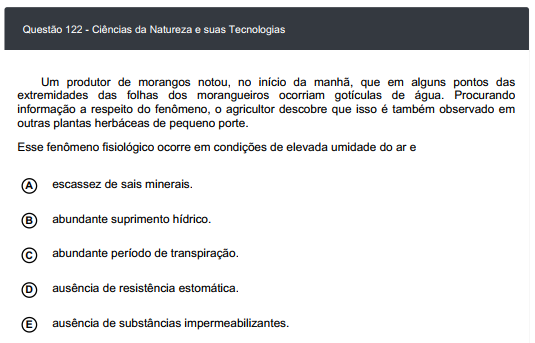 Questão 122 - Ciências da Natureza e suas Tecnologias
Um produtor de morangos notou, no início da manhã, que em alguns pontos das
extremidades das folhas dos morangueiros ocorriam gotículas de água. Procurando
informação a respeito do fenômeno, o agricultor descobre que isso é também observado em
outras plantas herbáceas de pequeno porte.
Esse fenômeno fisiológico ocorre em condições de elevada umidade do ar e
A escassez de sais minerais.
B abundante suprimento hídrico.
C abundante período de transpiração.
D ausência de resistência estomática.
E ausência de substâncias impermeabilizantes.